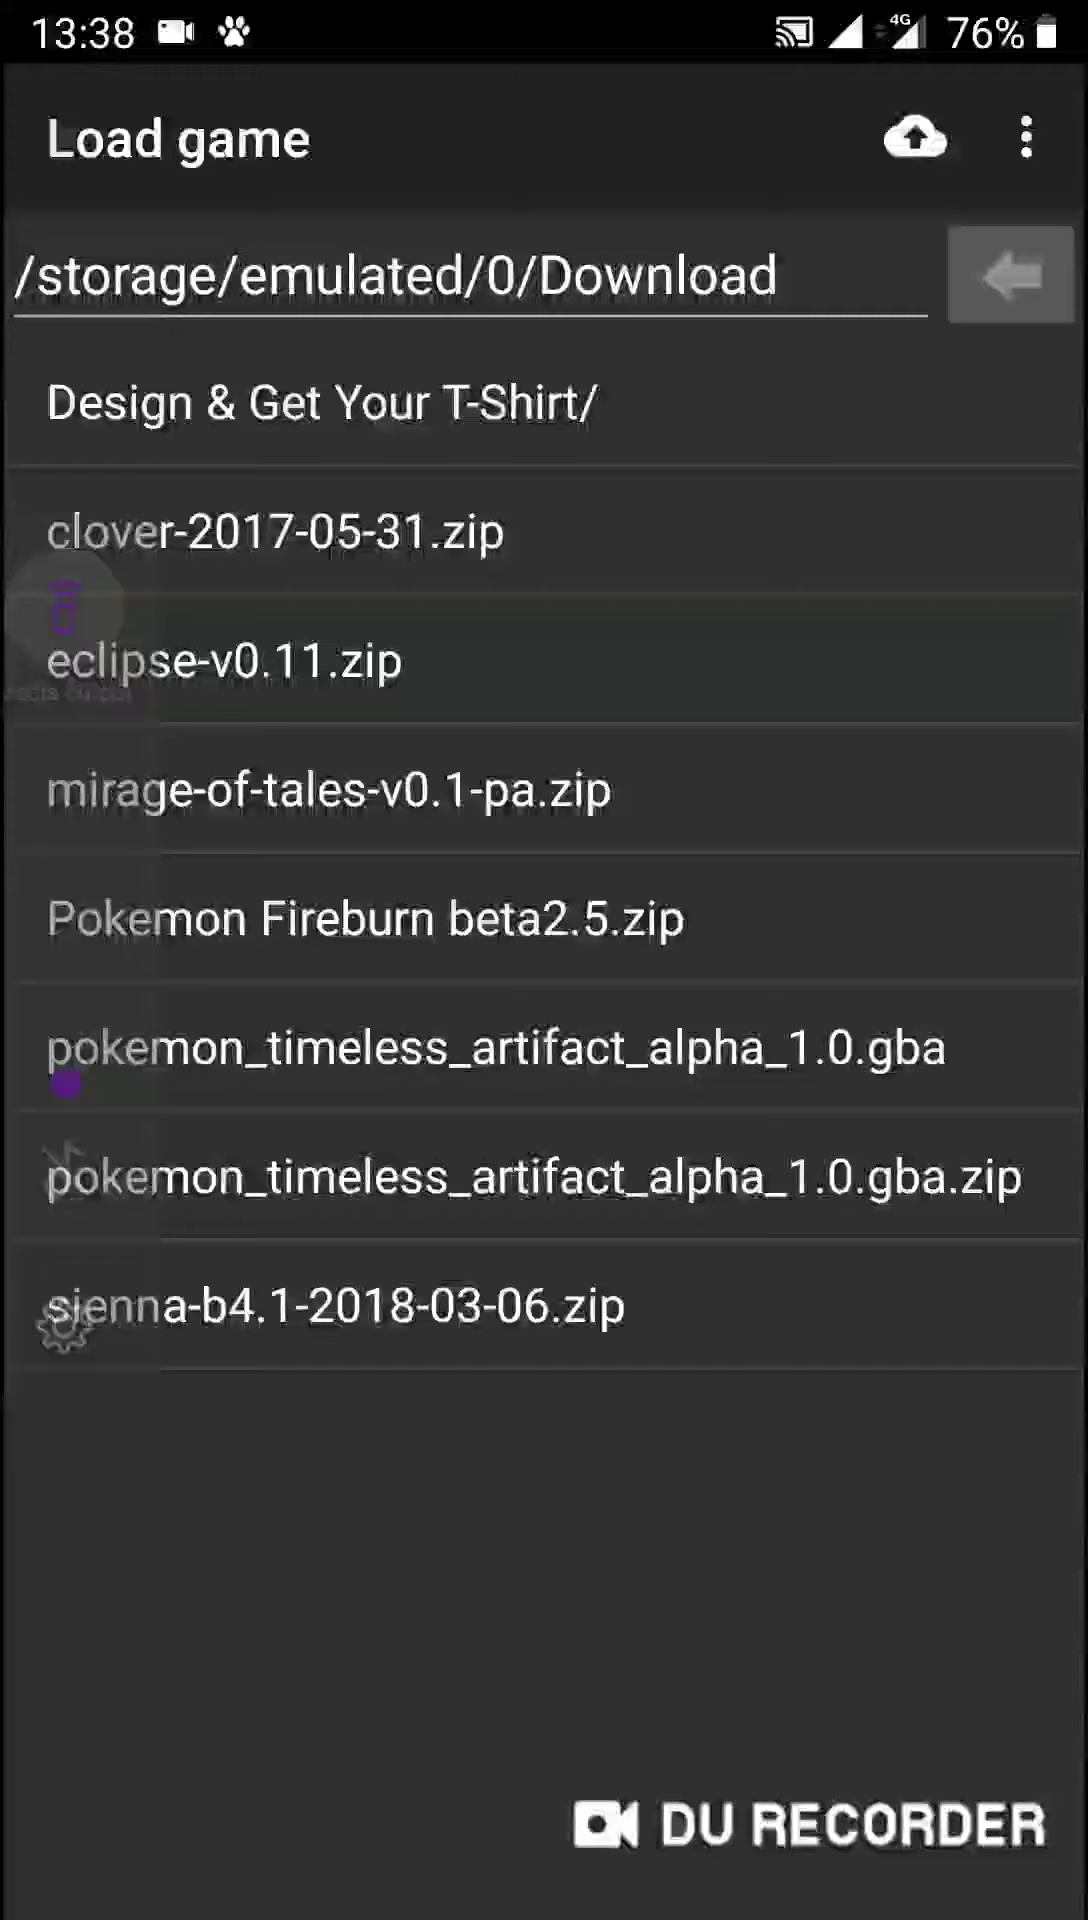 13:38
4G
76%
Load game
/storage/emulated/0/Download
Design & Get Your T-Shirt/
clover-2017-05-31.zip
eclipse-v0.11.zip
mirage-of-tales-v0.1-pa.zip
Pokemon Fireburn beta2.5.zip
pokemon_timeless_artifact_alpha_1.0.gba
pokemon_timeless_artifact_alpha_1.0.gba.zip
sienna-b4.1-2018-03-06.zip
DU RECORDER